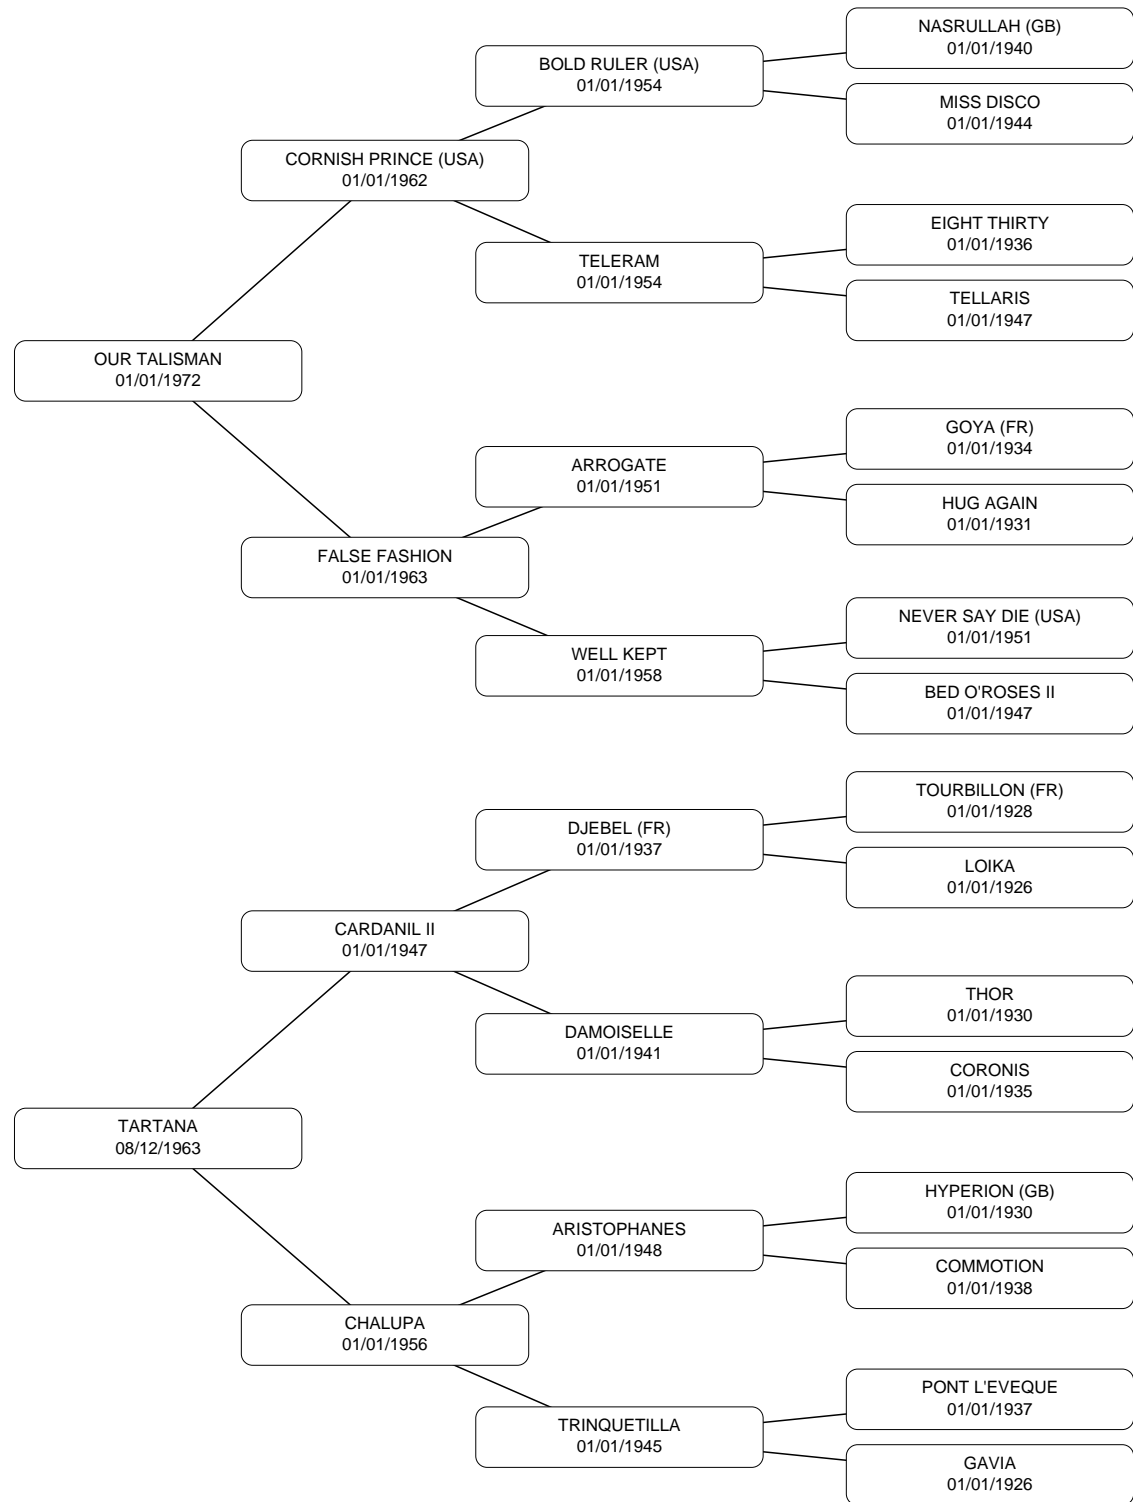 NASRULLAH (GB)
01/01/1940
BOLD RULER (USA)
01/01/1954
MISS DISCO
01/01/1944
CORNISH PRINCE (USA)
01/01/1962
EIGHT THIRTY
01/01/1936
TELERAM
01/01/1954
TELLARIS
01/01/1947
OUR TALISMAN
01/01/1972
GOYA (FR)
01/01/1934
ARROGATE
01/01/1951
HUG AGAIN
01/01/1931
FALSE FASHION
01/01/1963
NEVER SAY DIE (USA)
01/01/1951
WELL KEPT
01/01/1958
BED O'ROSES II
01/01/1947
TOURBILLON (FR)
01/01/1928
DJEBEL (FR)
01/01/1937
LOIKA
01/01/1926
CARDANIL II
01/01/1947
THOR
01/01/1930
DAMOISELLE
01/01/1941
CORONIS
01/01/1935
TARTANA
08/12/1963
HYPERION (GB)
01/01/1930
ARISTOPHANES
01/01/1948
COMMOTION
01/01/1938
CHALUPA
01/01/1956
PONT L'EVEQUE
01/01/1937
TRINQUETILLA
01/01/1945
GAVIA
01/01/1926